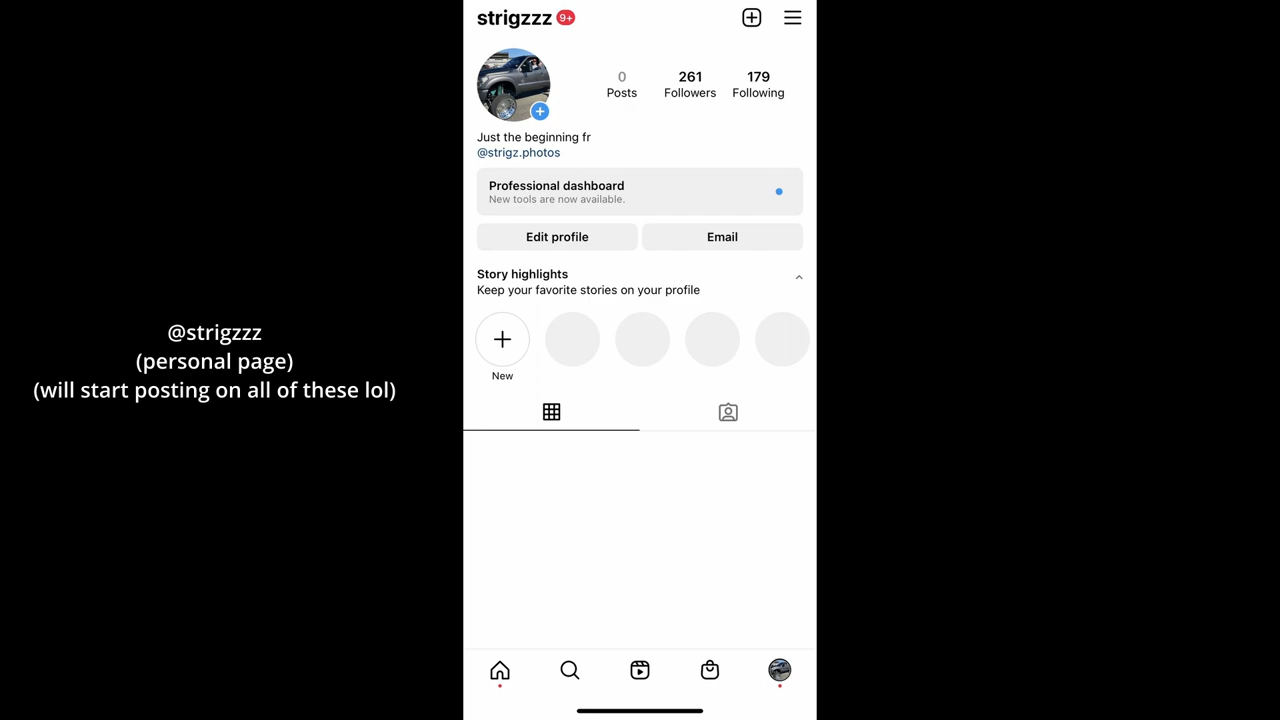 strigzzz 9+
0
Posts
261
Followers
179
Following
Just the beginning fr
@strigz.photos
Professional dashboard
New tools are now available.
Edit profile
Email
Story highlights
Keep your favorite stories on your profile
New
@strigzzz
(personal page)
(will start posting on all of these lol)